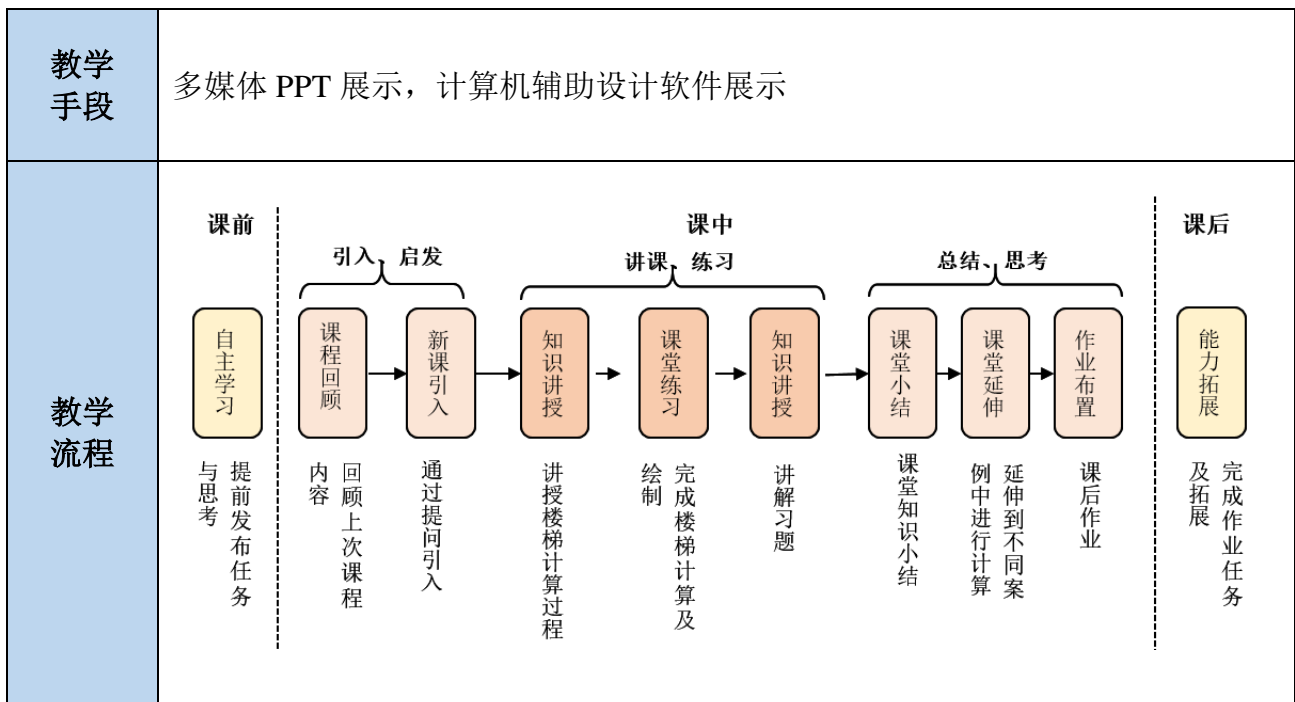 教学
手段
多媒体 PPT 展示，计算机辅助设计软件展示
教学
流程
课前
课中
课后
引入、启发
讲课、练习
总结、思考
自主学习
课程回顾
新课引入
知识讲授
课堂练习
知识讲授
课堂小结
课堂延伸
作业布置
能力拓展
提前发布任务
与思考
回顾上次课程
内容
通过提问引入
讲授楼梯计算过程
完成楼梯计算及
绘制
讲解习题
课堂知识小结
延伸到不同案
例中进行计算
课后作业
完成作业任务
及拓展